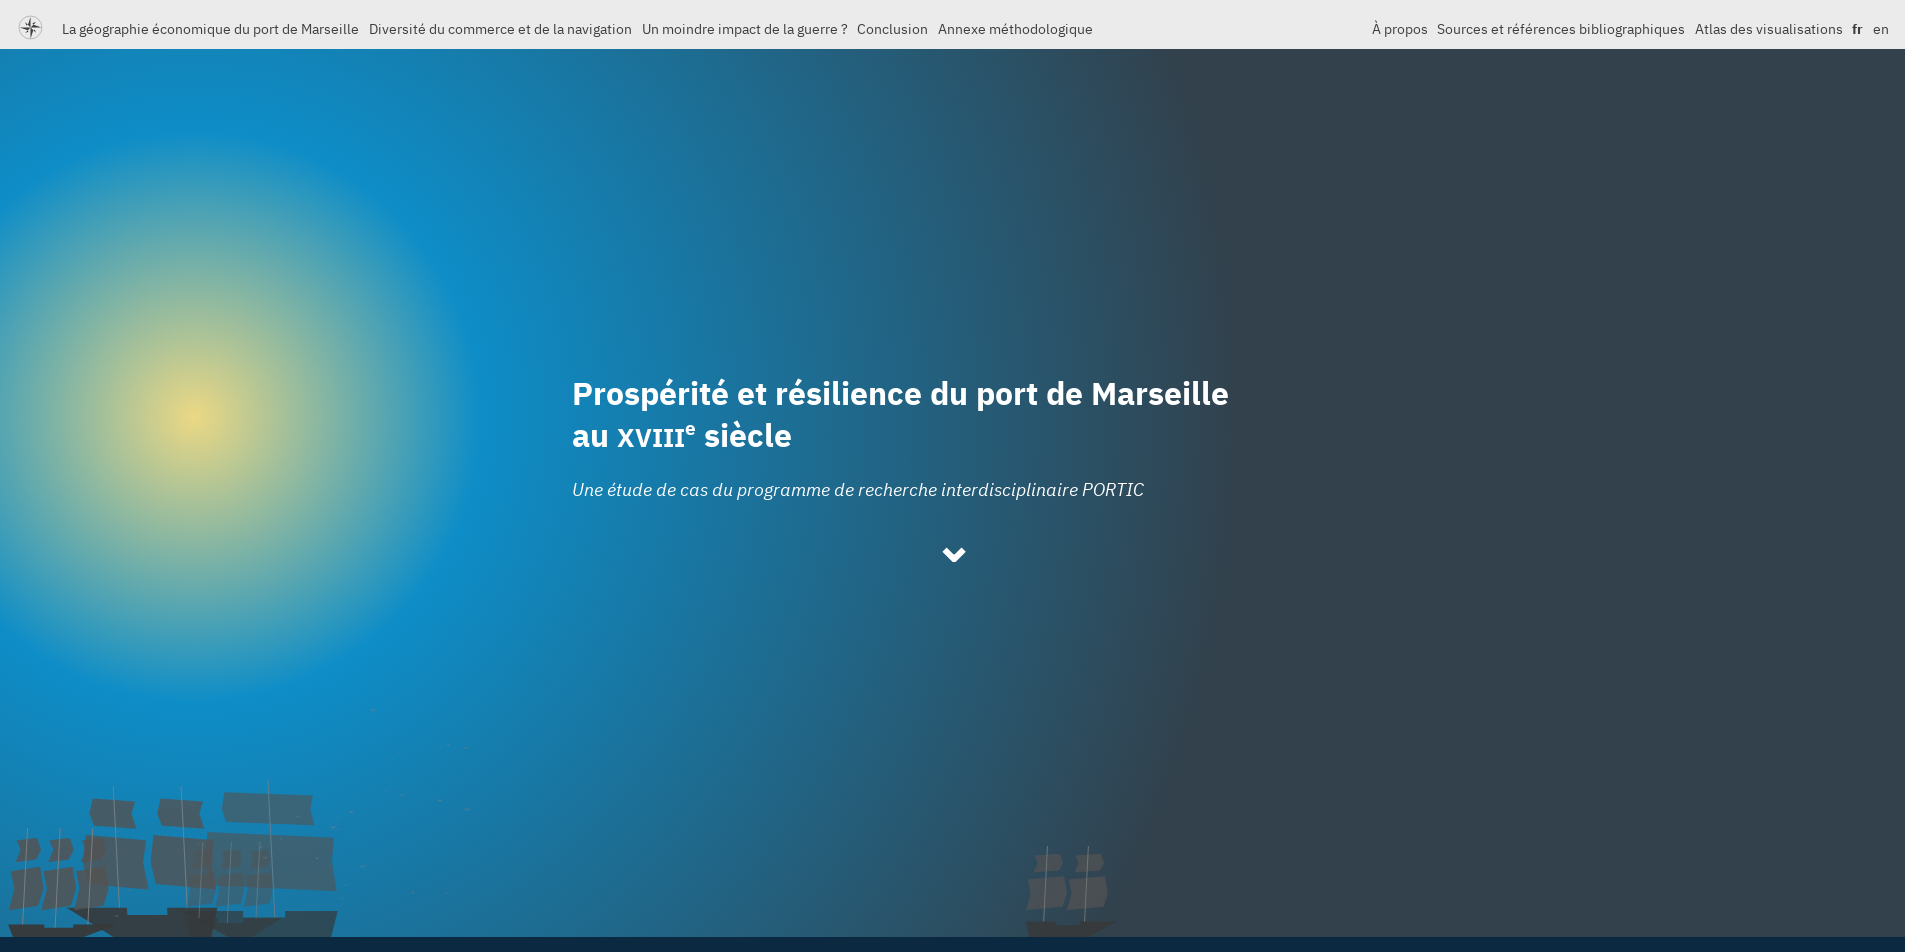 La géographie économique du port de Marseille Diversité du commerce et de la navigation Un moindre impact de la guerre ? Conclusion Annexe méthodologique À propos Sources et références bibliographiques Atlas des visualisations fr en
Prospérité et résilience du port de Marseille
au XVIIIe siècle
Une étude de cas du programme de recherche interdisciplinaire PORTIC